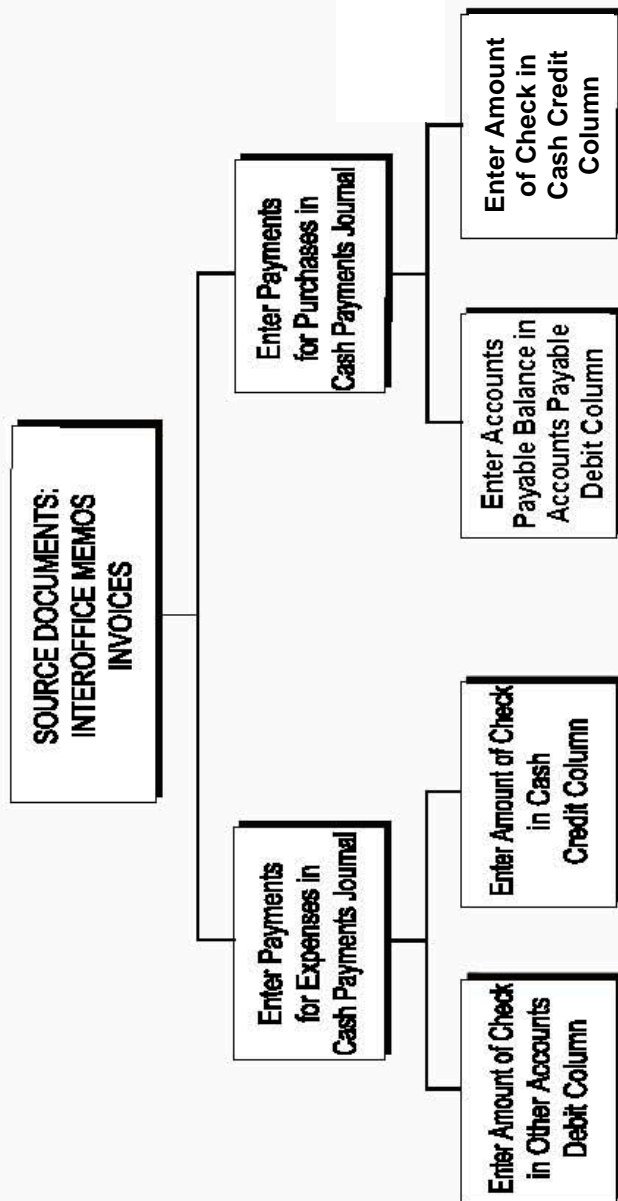 SOURCE DOCUMENTS:
INTEROFFICE MEMOS
INVOICES
Enter Payments
for Expenses in
Cash Payments Journal
Enter Payments
for Purchases in
Cash Payments Journal
Enter Amount of Check
in Other Accounts
Debit Column
Enter Amount of Check
in Cash
Credit Column
Enter Accounts
Payable Balance in
Accounts Payable
Debit Column
Enter Amount
of Check in
Cash Credit
Column